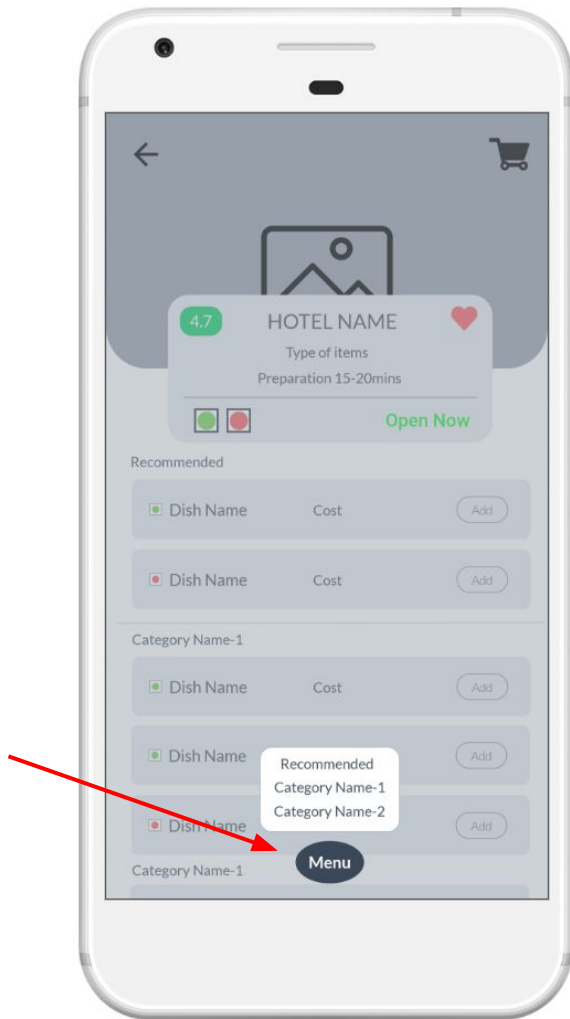 4.7
HOTEL NAME
Type of items
Preparation 15-20mins
Open Now
Recommended
Dish Name Cost Add
Dish Name Cost Add
Category Name-1
Dish Name Cost Add
Dish Name Add
Dish Name Add
Recommended
Category Name-1
Category Name-2
Menu
Category Name-1